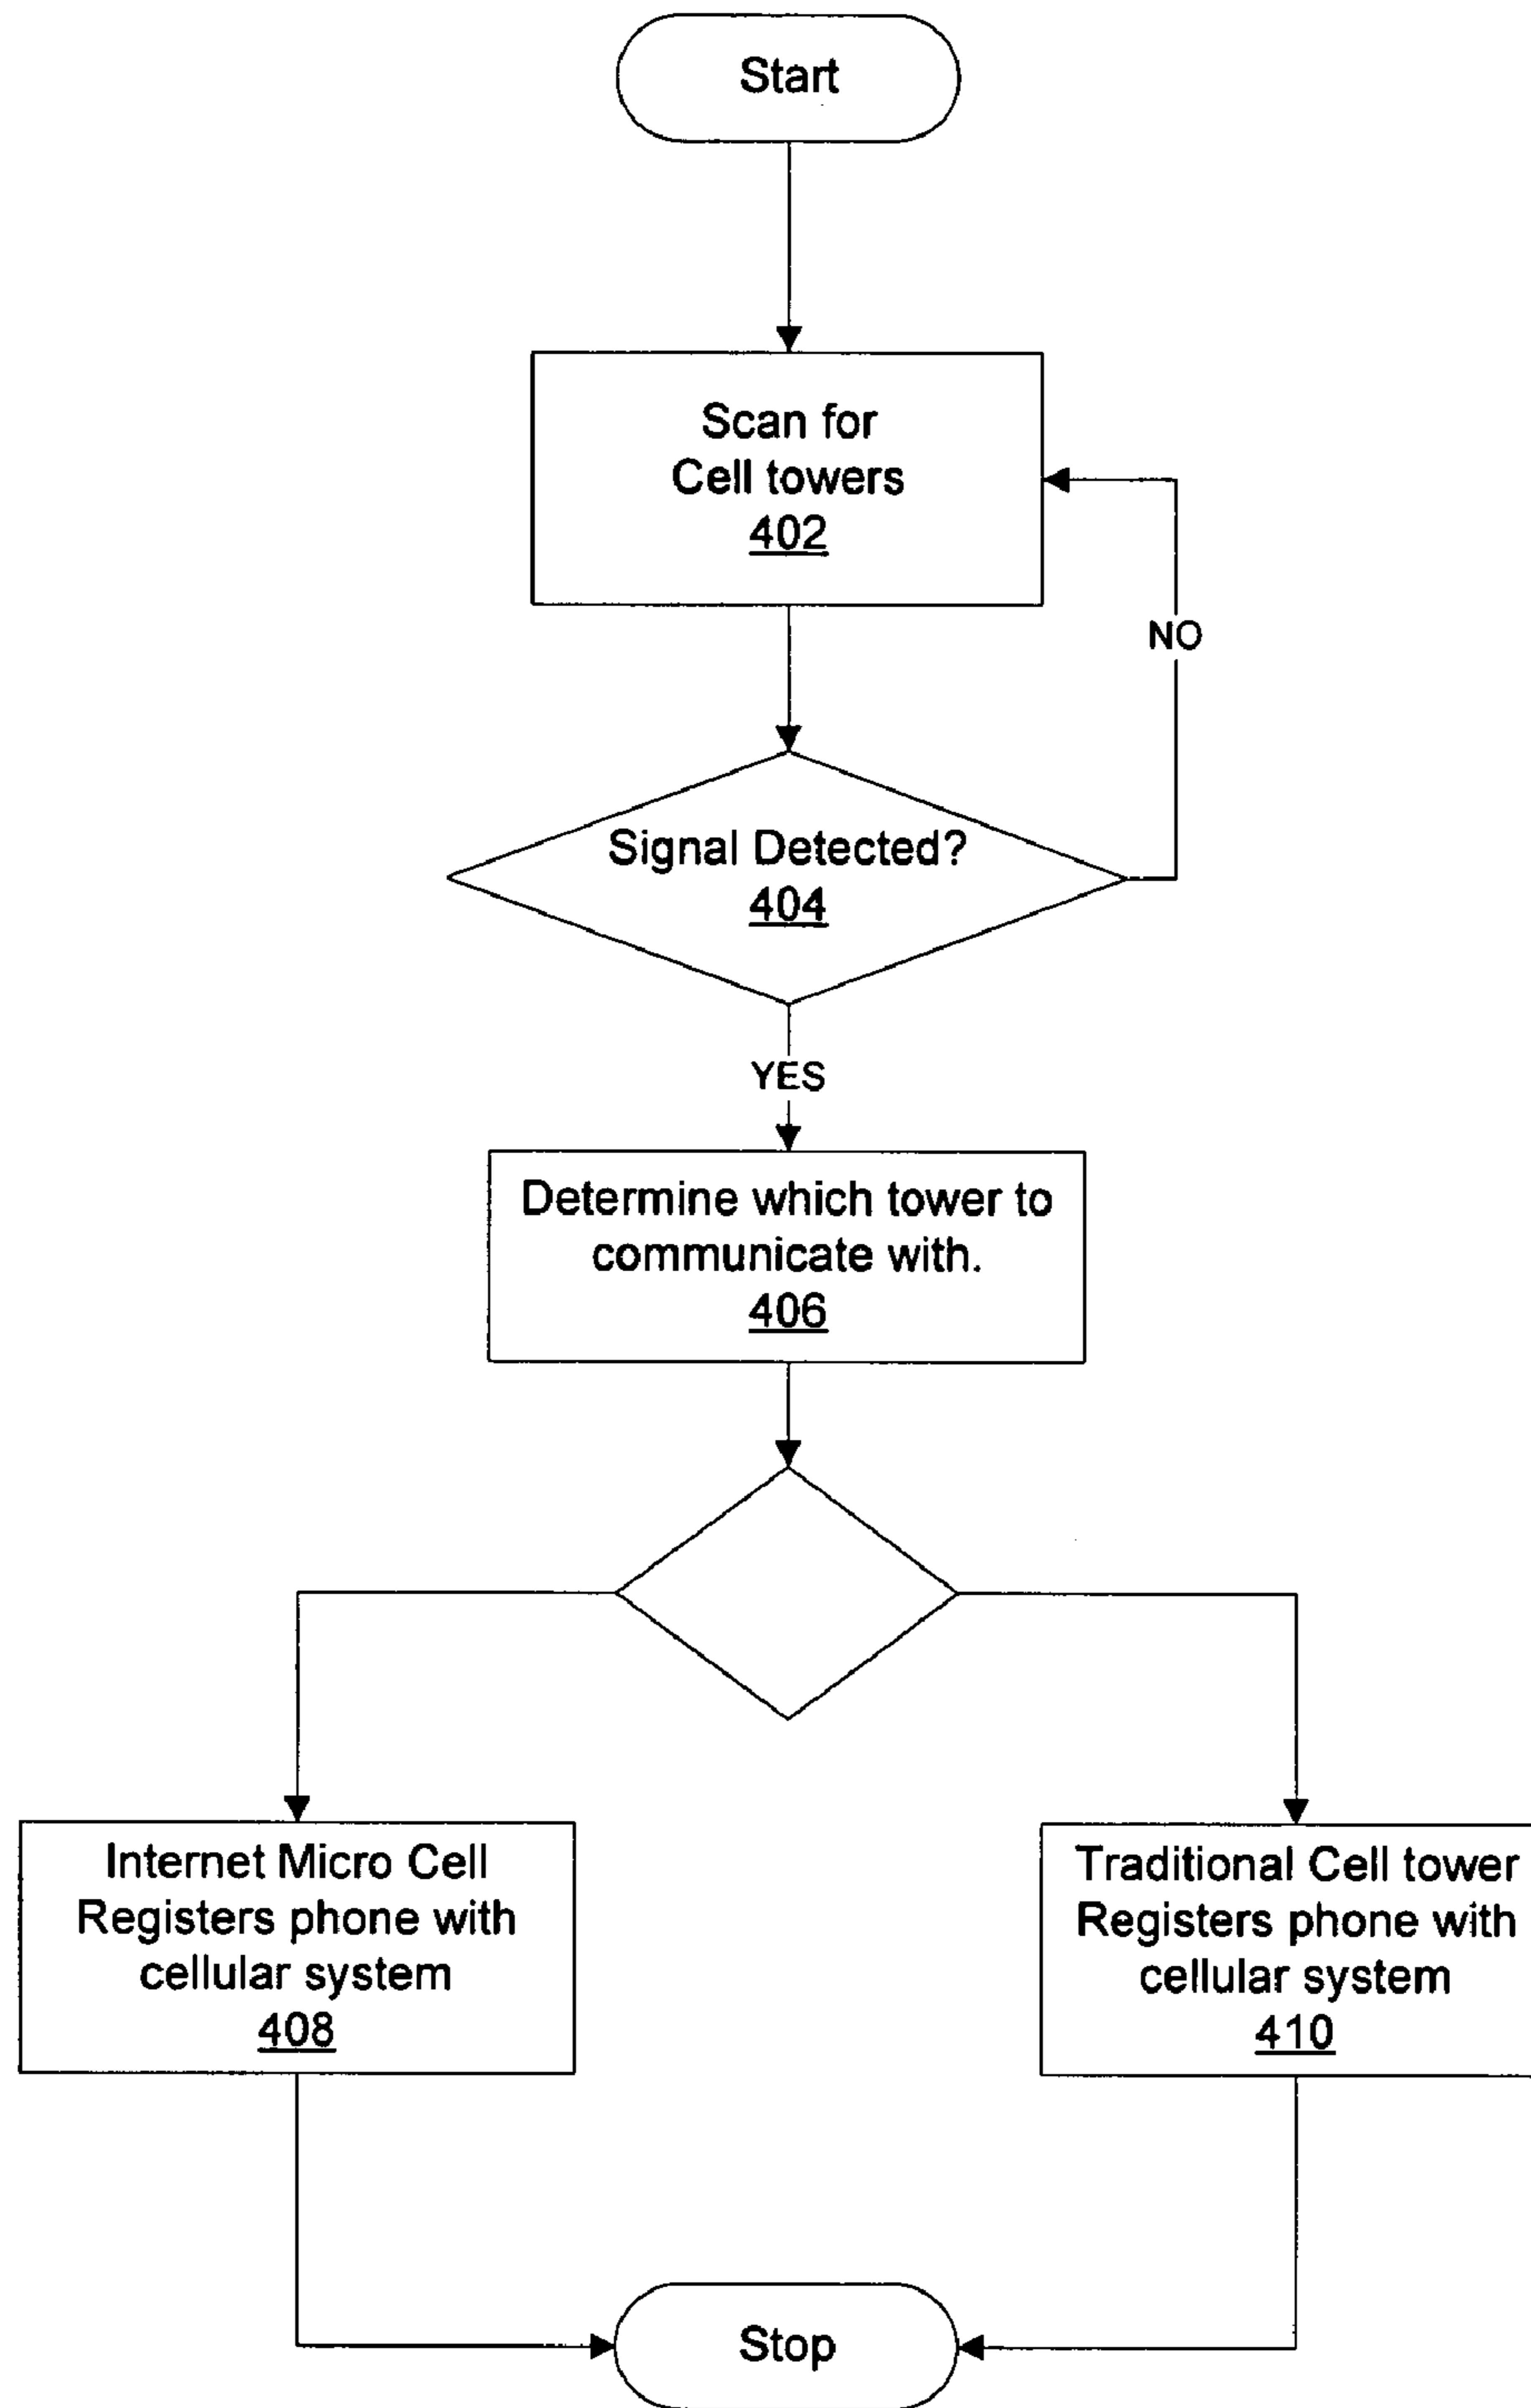 Start
Scan for
Cell towers
402
NO
Signal Detected?
404
YES
Determine which tower to
communicate with.
406
Internet Micro Cell
Registers phone with
cellular system
408
Traditional Cell tower
Registers phone with
cellular system
410
Stop